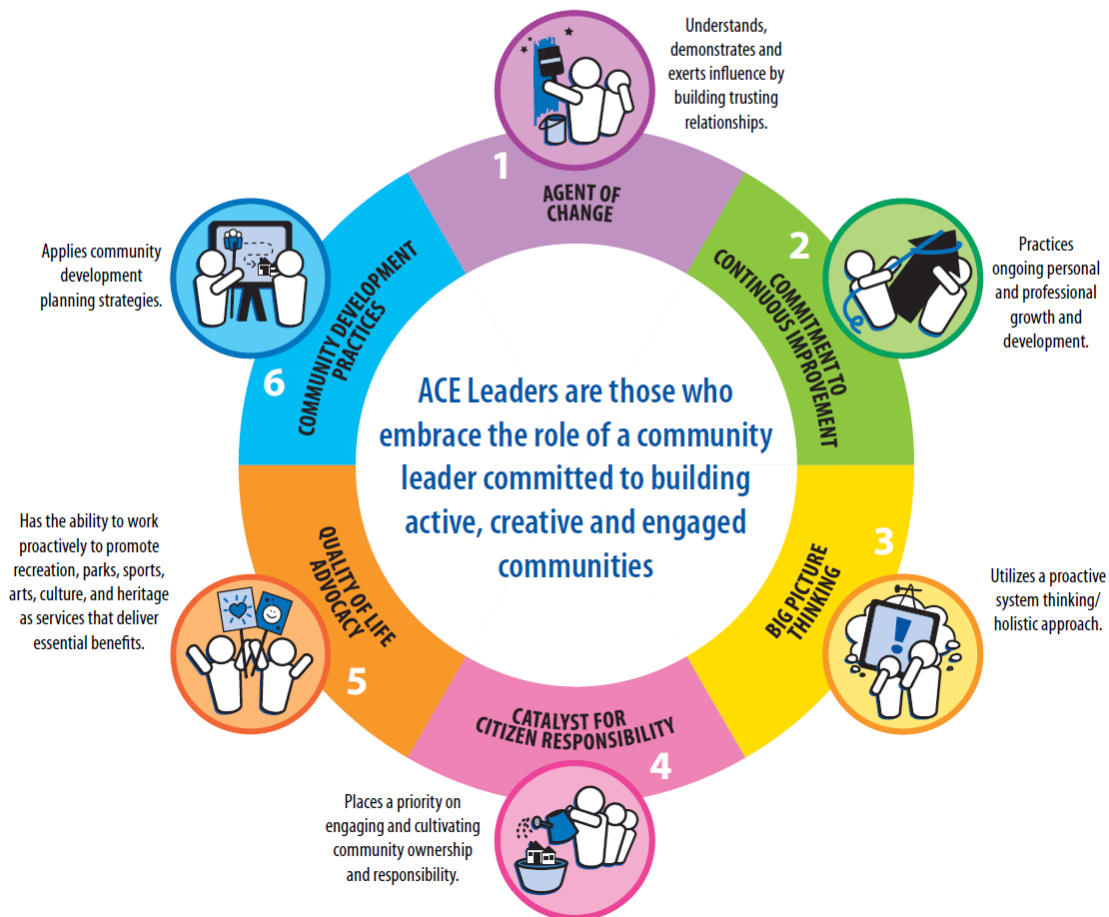 Understands,
demonstrates and
exerts influence by
building trusting
relationships.
1
AGENT OF
CHANGE
2
COMMITMENT TO
CONTINUOUS IMPROVEMENT
Practices
ongoing personal
and professional
growth and
development.
3
BIG PICTURE
THINKING
Utilizes a proactive
system thinking/
holistic approach.
4
CATALYST FOR
CITIZEN RESPONSIBILITY
Places a priority on
engaging and cultivating
community ownership
and responsibility.
5
QUALITY OF LIFE
ADVOCACY
Has the ability to work
proactively to promote
recreation, parks, sports,
arts, culture, and heritage
as services that deliver
essential benefits.
6
COMMUNITY DEVELOPMENT
PRACTICES
Applies community
development
planning strategies.
ACE Leaders are those who
embrace the role of a community
leader committed to building
active, creative and engaged
communities
!